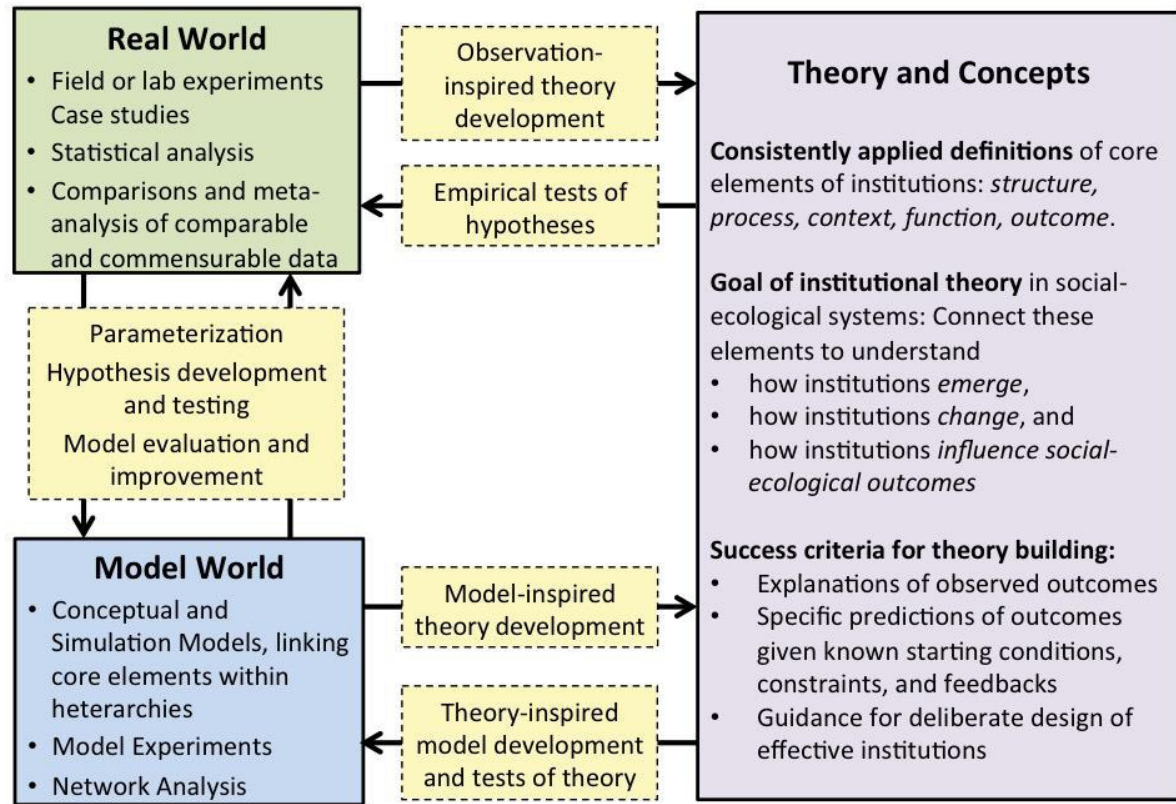 Real World
• Field or lab experiments
Case studies
• Statistical analysis
• Comparisons and meta-
analysis of comparable
and commensurable data
Observation-
inspired theory
development
Empirical tests of
hypotheses
Parameterization
Hypothesis development
and testing
Model evaluation and
improvement
Model World
• Conceptual and
Simulation Models, linking
core elements within
heterarchies
• Model Experiments
• Network Analysis
Model-inspired
theory development
Theory-inspired
model development
and tests of theory
Theory and Concepts
Consistently applied definitions of core
elements of institutions: structure,
process, context, function, outcome.
Goal of institutional theory in social-
ecological systems: Connect these
elements to understand
• how institutions emerge,
• how institutions change, and
• how institutions influence social-
ecological outcomes
Success criteria for theory building:
• Explanations of observed outcomes
• Specific predictions of outcomes
given known starting conditions,
constraints, and feedbacks
• Guidance for deliberate design of
effective institutions